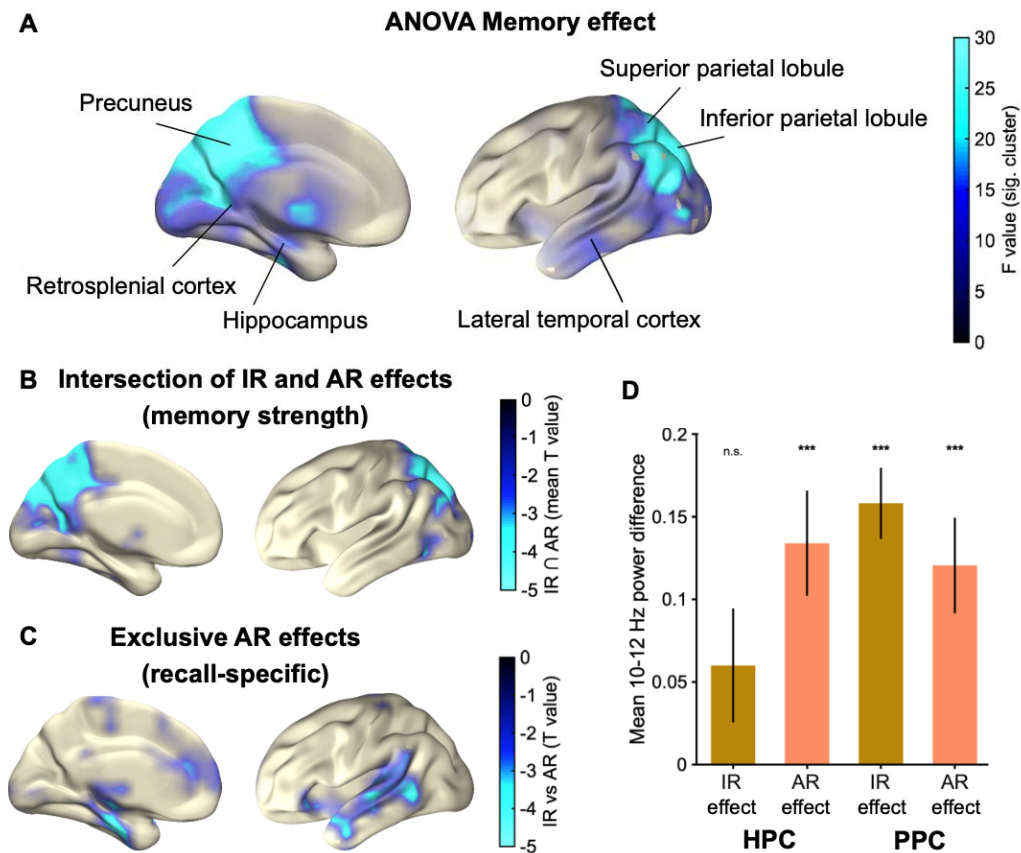 A
ANOVA Memory effect
Precuneus
Superior parietal lobule
Inferior parietal lobule
Retrosplenial cortex
Hippocampus
Lateral temporal cortex
30
25
20
15
10
5
0
F value (sig. cluster)
B Intersection of IR and AR effects
(memory strength)
0
-1
-2
-3
-4
-5
IR ∩ AR (mean T value)
C Exclusive AR effects
(recall-specific)
0
-1
-2
-3
-4
-5
IR vs AR (T value)
D
0.2
0.15
0.1
0.05
0
Mean 10-12 Hz power difference
n.s. *** *** ***
IR AR IR AR
effect effect effect effect
HPC PPC